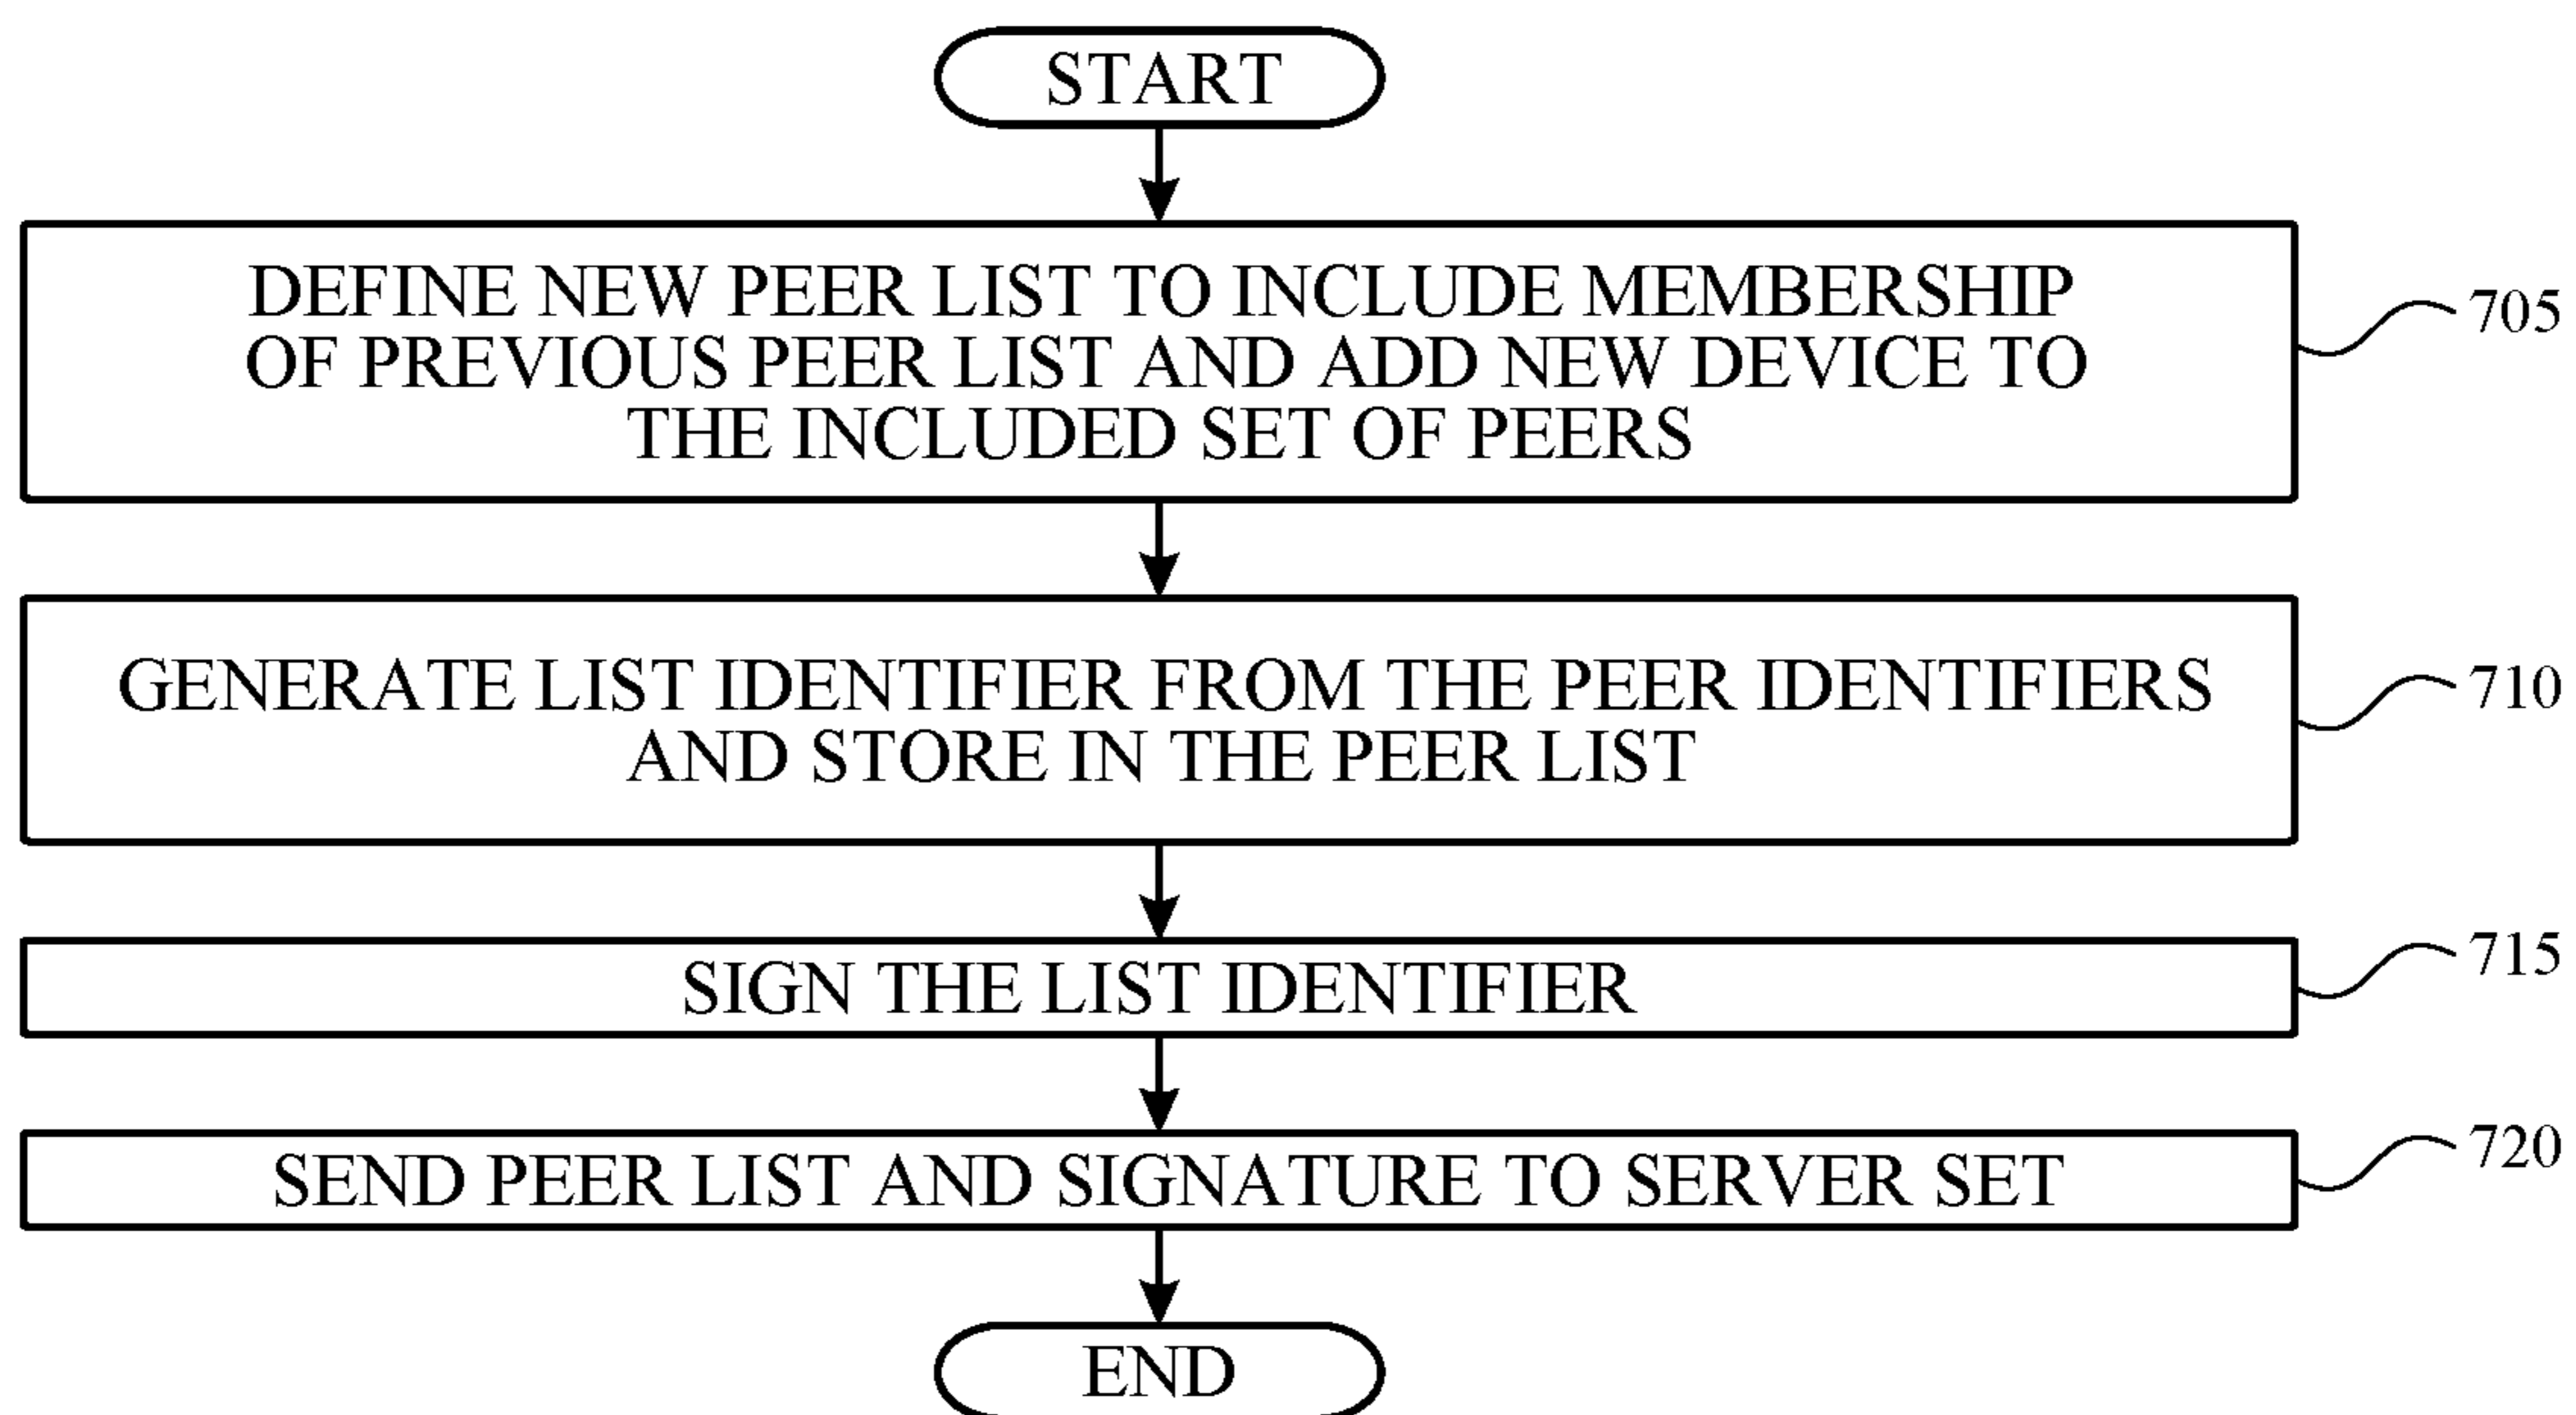 START
DEFINE NEW PEER LIST TO INCLUDE MEMBERSHIP
OF PREVIOUS PEER LIST AND ADD NEW DEVICE TO
THE INCLUDED SET OF PEERS
705
GENERATE LIST IDENTIFIER FROM THE PEER IDENTIFIERS
AND STORE IN THE PEER LIST
710
SIGN THE LIST IDENTIFIER
715
SEND PEER LIST AND SIGNATURE TO SERVER SET
720
END